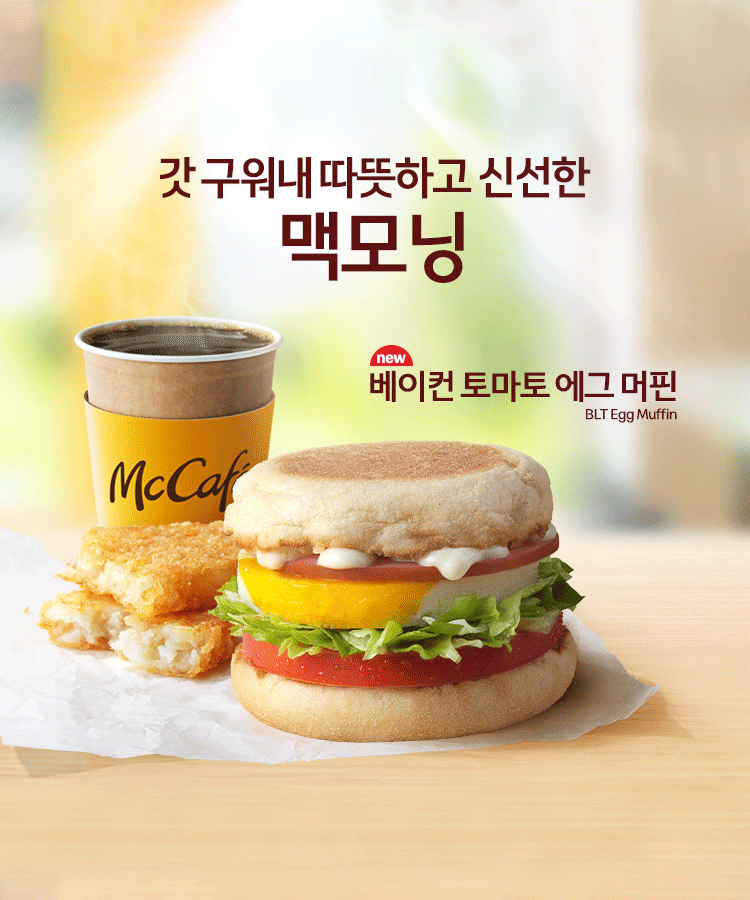 갓 구워내 따뜻하고 신선한
맥모닝
new
베이컨 토마토 에그 머핀
BLT Egg Muffin
McCafé